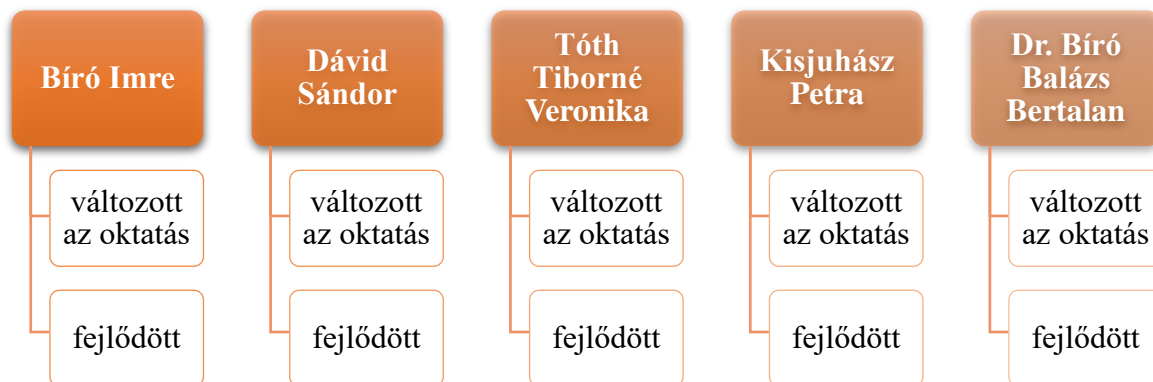 Bíró Imre
változott
az oktatás
fejlődött
Dávid
Sándor
változott
az oktatás
fejlődött
Tóth
Tiborné
Veronika
változott
az oktatás
fejlődött
Kisjuhász
Petra
változott
az oktatás
fejlődött
Dr. Bíró
Balázs
Bertalan
változott
az oktatás
fejlődött